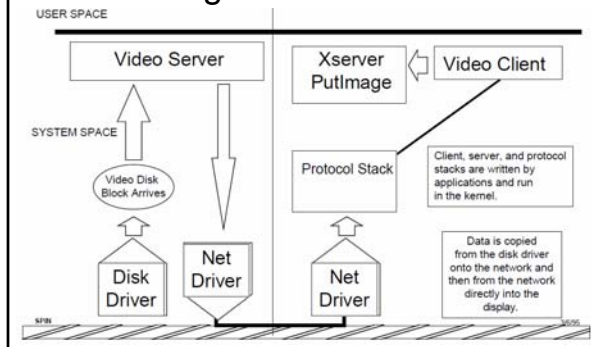 USER SPACE
Video Server
Xserver
PutImage
Video Client
SYSTEM SPACE
Video Disk
Block Arrives
Protocol Stack
Client, server, and protocol
stacks are written by
applications and run
in the kernel.
Disk
Driver
Net
Driver
Net
Driver
Data is copied
from the disk driver
onto the network and
then from the network
directly into the
display.
SPIN